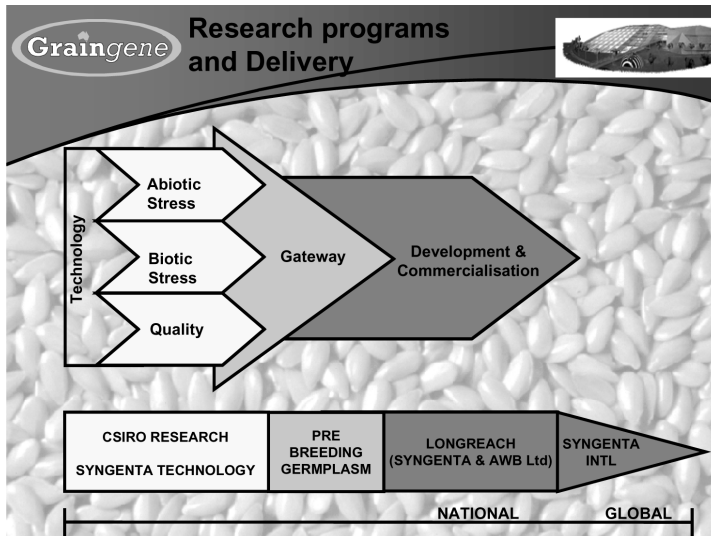 Graingene
Research programs
and Delivery
Technology
Abiotic
Stress
Biotic
Stress
Quality
Gateway
Development &
Commercialisation
CSIRO RESEARCH
SYNGENTA TECHNOLOGY
PRE
BREEDING
GERMPLASM
LONGREACH
(SYNGENTA & AWB Ltd)
SYNGENTA
INTL
NATIONAL
GLOBAL